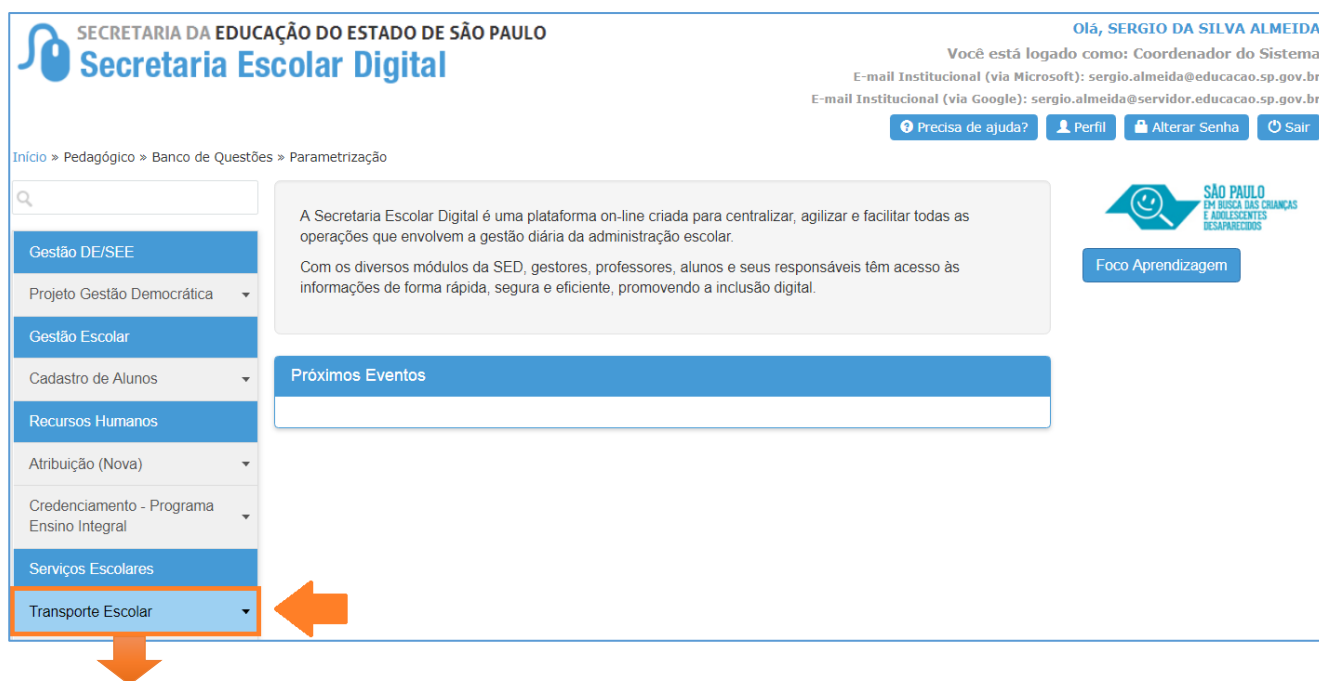 SECRETARIA DA EDUCAÇÃO DO ESTADO DE SÃO PAULO
Secretaria Escolar Digital
Olá, SERGIO DA SILVA ALMEIDA
Você está logado como: Coordenador do Sistema
E-mail Institucional (via Microsoft): sergio.almeida@educacao.sp.gov.br
E-mail Institucional (via Google): sergio.almeida@servidor.educacao.sp.gov.br
Precisa de ajuda? Perfil Alterar Senha Sair
Início » Pedagógico » Banco de Questões » Parametrização
Gestão DE/SEE
Projeto Gestão Democrática
Gestão Escolar
Cadastro de Alunos
Recursos Humanos
Atribuição (Nova)
Credenciamento - Programa
Ensino Integral
Serviços Escolares
Transporte Escolar
A Secretaria Escolar Digital é uma plataforma on-line criada para centralizar, agilizar e facilitar todas as
operações que envolvem a gestão diária da administração escolar.
Com os diversos módulos da SED, gestores, professores, alunos e seus responsáveis têm acesso às
informações de forma rápida, segura e eficiente, promovendo a inclusão digital.
Próximos Eventos
SÃO PAULO
EM BUSCA DAS CRIANÇAS
E ADOLESCENTES
DESAPARECIDOS
Foco Aprendizagem